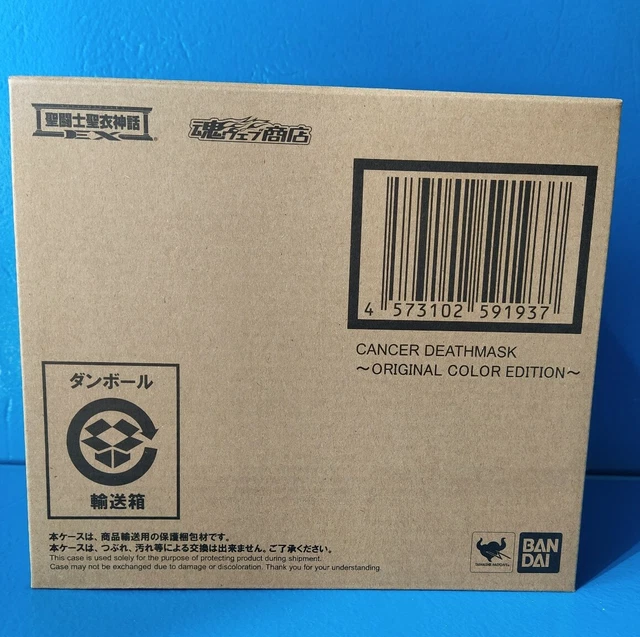 聖闘士聖衣神話
EX
魂ウェブ商店
4 573102 591937
CANCER DEATHMASK
～ORIGINAL COLOR EDITION～
ダンボール
輸送箱
本ケースは、商品輸送用の保護梱包材です。
本ケースは、つぶれ、汚れ等による交換は出来ません。ご了承ください。
This case is used solely for the purpose of protecting product during shipment.
Case may not be exchanged due to damage or discoloration. Thank you for your understanding.
BAN
DAI